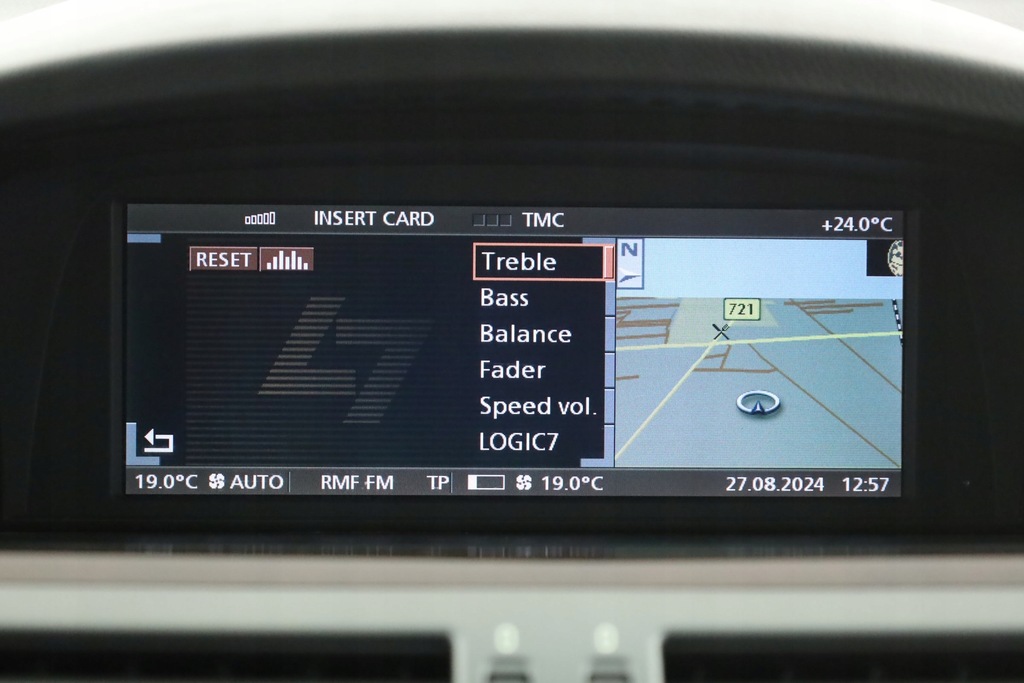 INSERT CARD TMC +24.0°C
RESET
Treble
Bass
Balance
Fader
Speed vol.
LOGIC7
L7
N
721
19.0°C AUTO RMF FM TP 19.0°C 27.08.2024 12:57